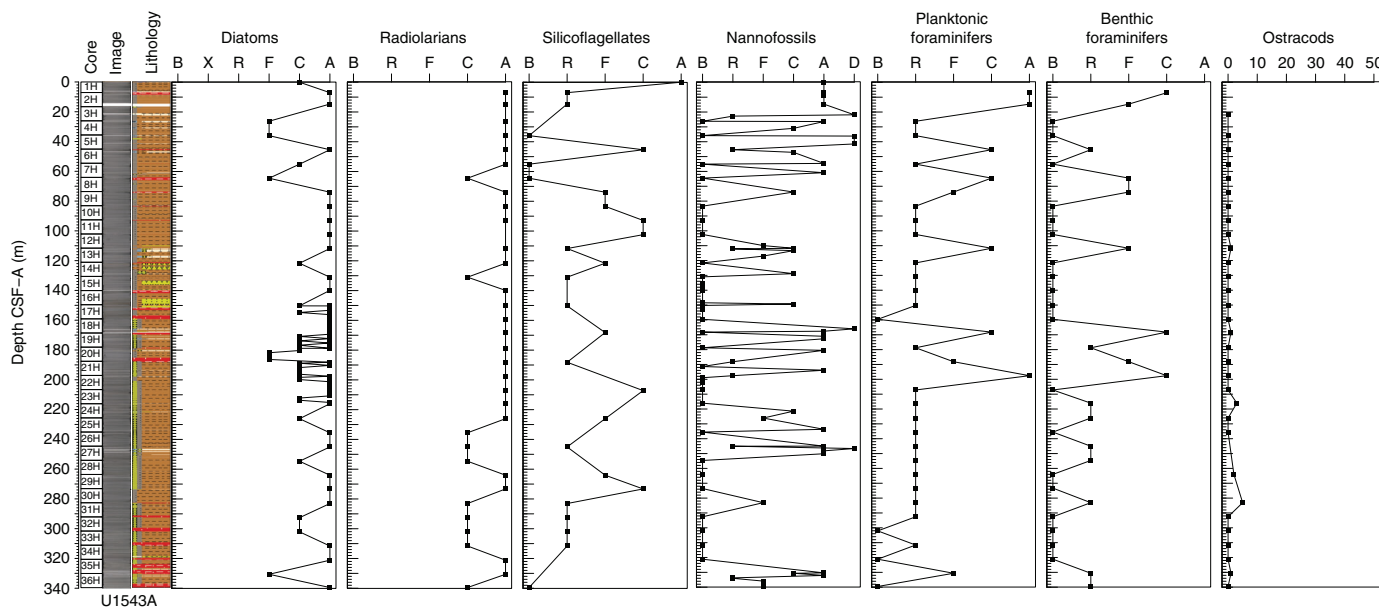 Planktonic Benthic
Diatoms Radiolarians Silicoflagellates Nannofossils foraminifers foraminifers Ostracods
Core Image Lithology B X R F C A B R F C A B R F C A B R F C A D B R F C A B R F C A 0 10 20 30 40 50
0
1H
2H
20
3H
4H
40
5H
6H
60
7H
8H
80
9H
10H
100
11H
12H
120
13H
14H
140
15H
16H
17H
160
18H
19H
180
20H
21H
200
22H
23H
220
24H
25H
240
26H
27H
260
28H
29H
280
30H
31H
300
32H
33H
320
34H
35H
36H
340
Depth CSF-A (m)
U1543A